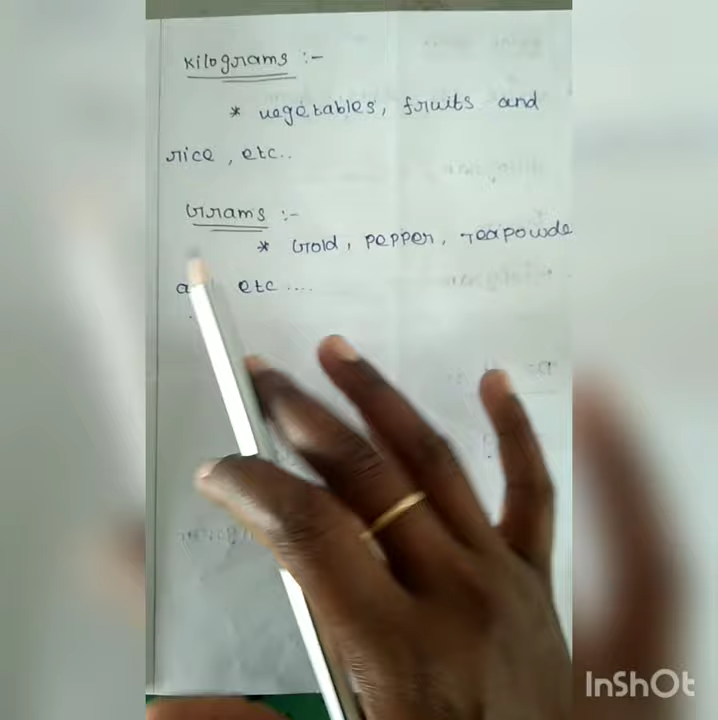 Kilograms :-
* vegetables, fruits and
rice, etc..
Grams :-
* Gold, pepper, Teapowde
etc ....
InShOt